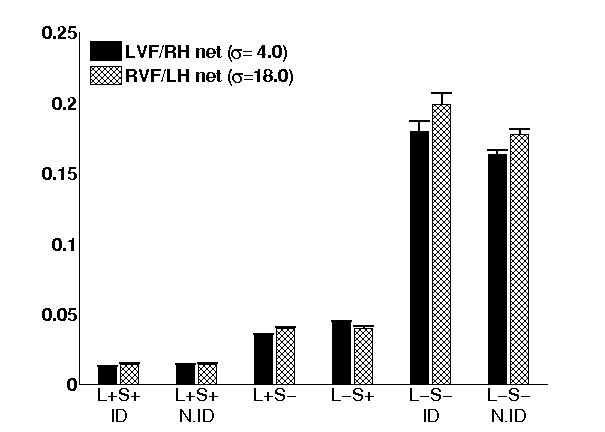 0.25
LVF/RH net (σ= 4.0)
RVF/LH net (σ=18.0)
0.2
0.15
0.1
0.05
0
L+S+ L+S+ L+S− L−S+ L−S− L−S−
ID N.ID ID N.ID